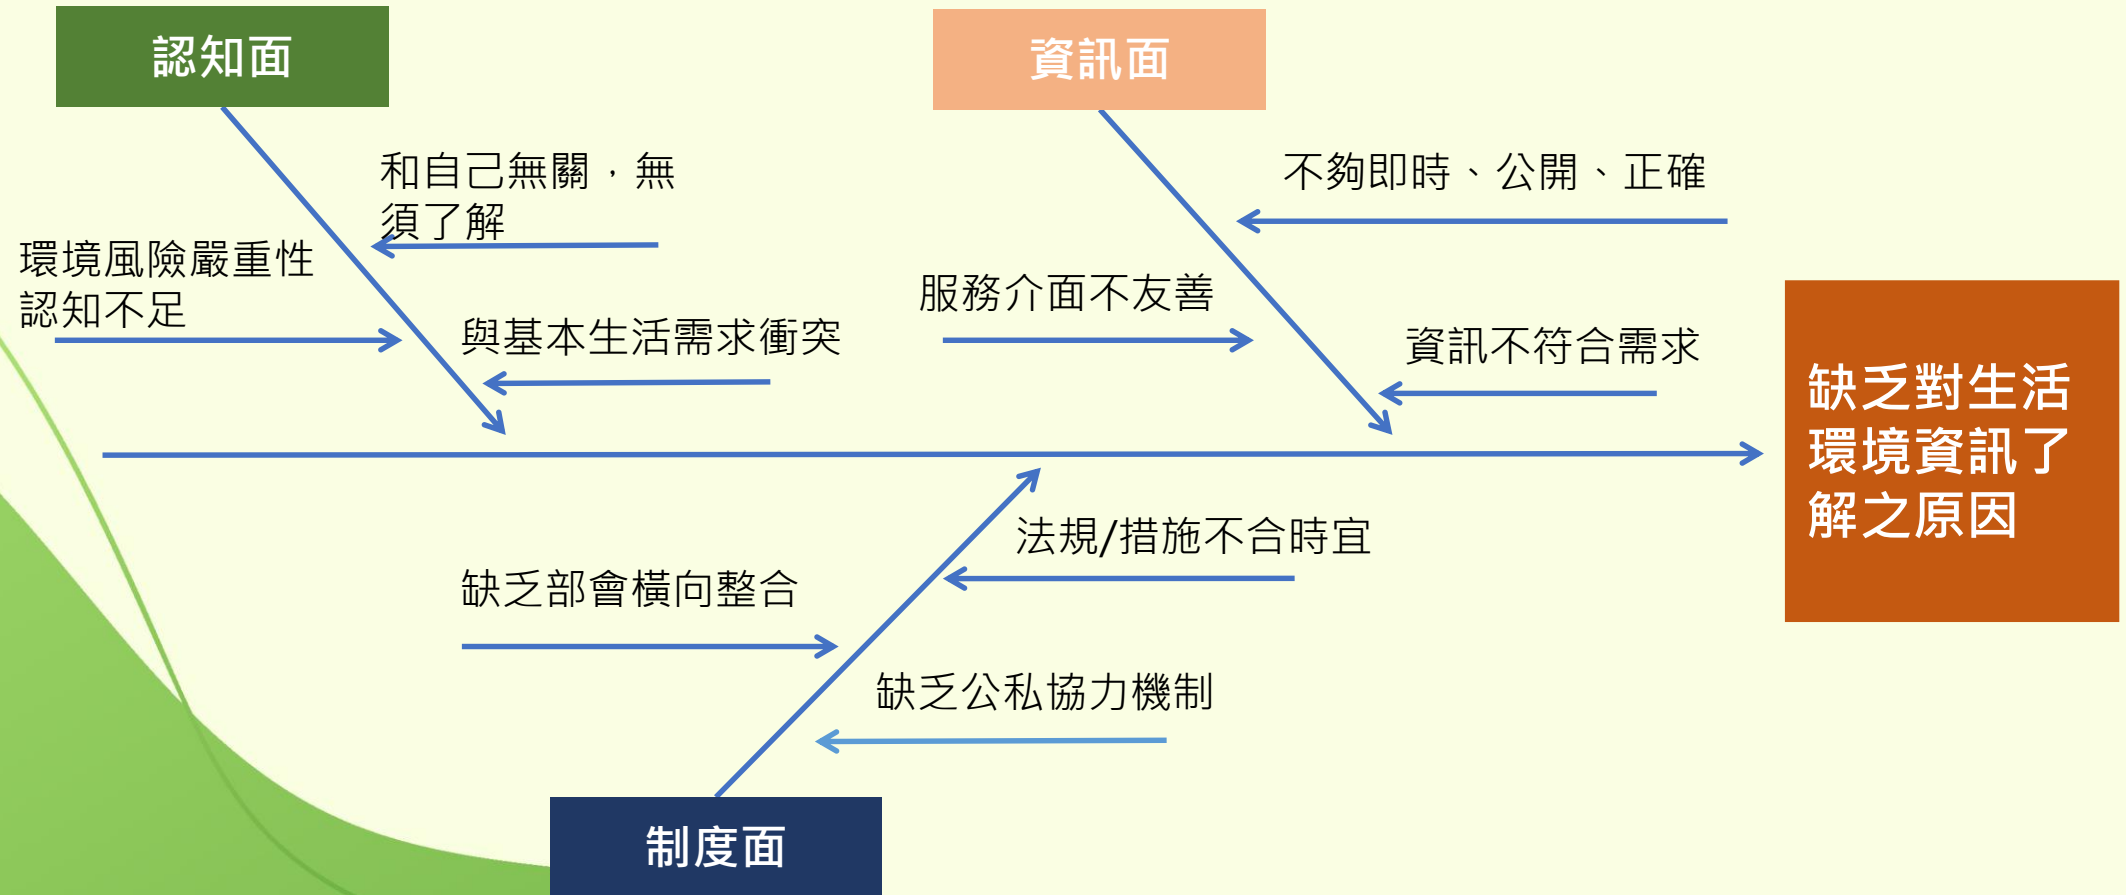 認知面
資訊面
和自己無關，無
須了解
不夠即時、公開、正確
環境風險嚴重性
認知不足
服務介面不友善
與基本生活需求衝突
資訊不符合需求
缺乏對生活
環境資訊了
解之原因
法規/措施不合時宜
缺乏部會橫向整合
缺乏公私協力機制
制度面